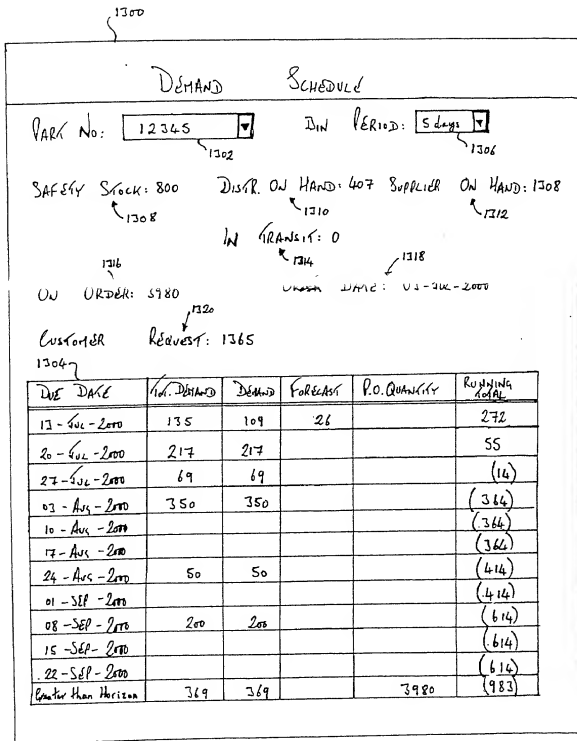 1300
DEMAND SCHEDULE
PART NO: 12345 BIN PERIOD: 5 days
1302 1306
SAFETY STOCK: 800 DISTR. ON HAND: 407 SUPPLIER ON HAND: 1308
1308 1310 1312
IN TRANSIT: 0
1314
1316 1318
ON ORDER: 3980 DATE: 03-JUL-2000
1320
CUSTOMER REQUEST: 1365
1304
DUE DATE TOT. DEMAND DEMAND FORECAST P.O. QUANTITY RUNNING TOTAL
13-JUL-2000 135 109 26 272
20-JUL-2000 217 217 55
27-JUL-2000 69 69 (14)
03-AUG-2000 350 350 (364)
10-AUG-2000 (364)
17-AUG-2000 (364)
24-AUG-2000 50 50 (414)
01-SEP-2000 (414)
08-SEP-2000 200 200 (614)
15-SEP-2000 (614)
22-SEP-2000 (614)
Greater than Horizon 369 369 3980 (983)